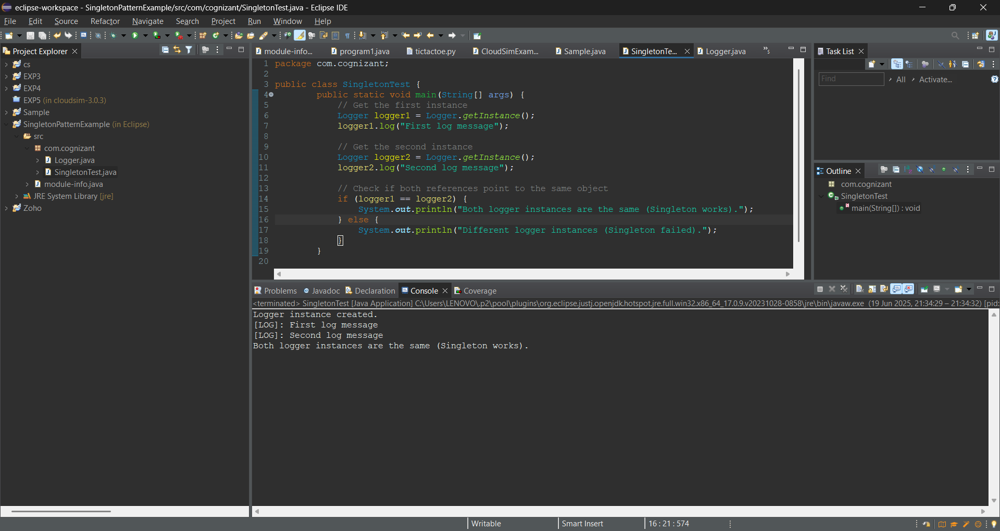 eclipse-workspace - SingletonPatternExample/src/com/cognizant/SingletonTest.java - Eclipse IDE
File Edit Source Refactor Navigate Search Project Run Window Help
Project Explorer
cs
EXP3
EXP4
EXP5 (in cloudsim-3.0.3)
Sample
SingletonPatternExample (in Eclipse)
src
com.cognizant
Logger.java
SingletonTest.java
module-info.java
JRE System Library [jre]
Zoho
module-info... program1.java tictactoe.py CloudSimExam... Sample.java SingletonTe... Logger.java »5
1 package com.cognizant;
2
3 public class SingletonTest {
4 public static void main(String[] args) {
5 // Get the first instance
6 Logger logger1 = Logger.getInstance();
7 logger1.log("First log message");
8
9 // Get the second instance
10 Logger logger2 = Logger.getInstance();
11 logger2.log("Second log message");
12
13 // Check if both references point to the same object
14 if (logger1 == logger2) {
15 System.out.println("Both logger instances are the same (Singleton works).");
16 } else {
17 System.out.println("Different logger instances (Singleton failed).");
18 }
19 }
20
Task List
Find All Activate...
Outline
com.cognizant
SingletonTest
main(String[]) : void
Problems @ Javadoc Declaration Console Coverage
<terminated> SingletonTest [Java Application] C:\Users\LENOVO\.p2\pool\plugins\org.eclipse.justj.openjdk.hotspot.jre.full.win32.x86_64_17.0.9.v20231028-0858\jre\bin\javaw.exe (19 Jun 2025, 21:34:29 – 21:34:32) [pid:
Logger instance created.
[LOG]: First log message
[LOG]: Second log message
Both logger instances are the same (Singleton works).
Writable Smart Insert 16 : 21 : 574